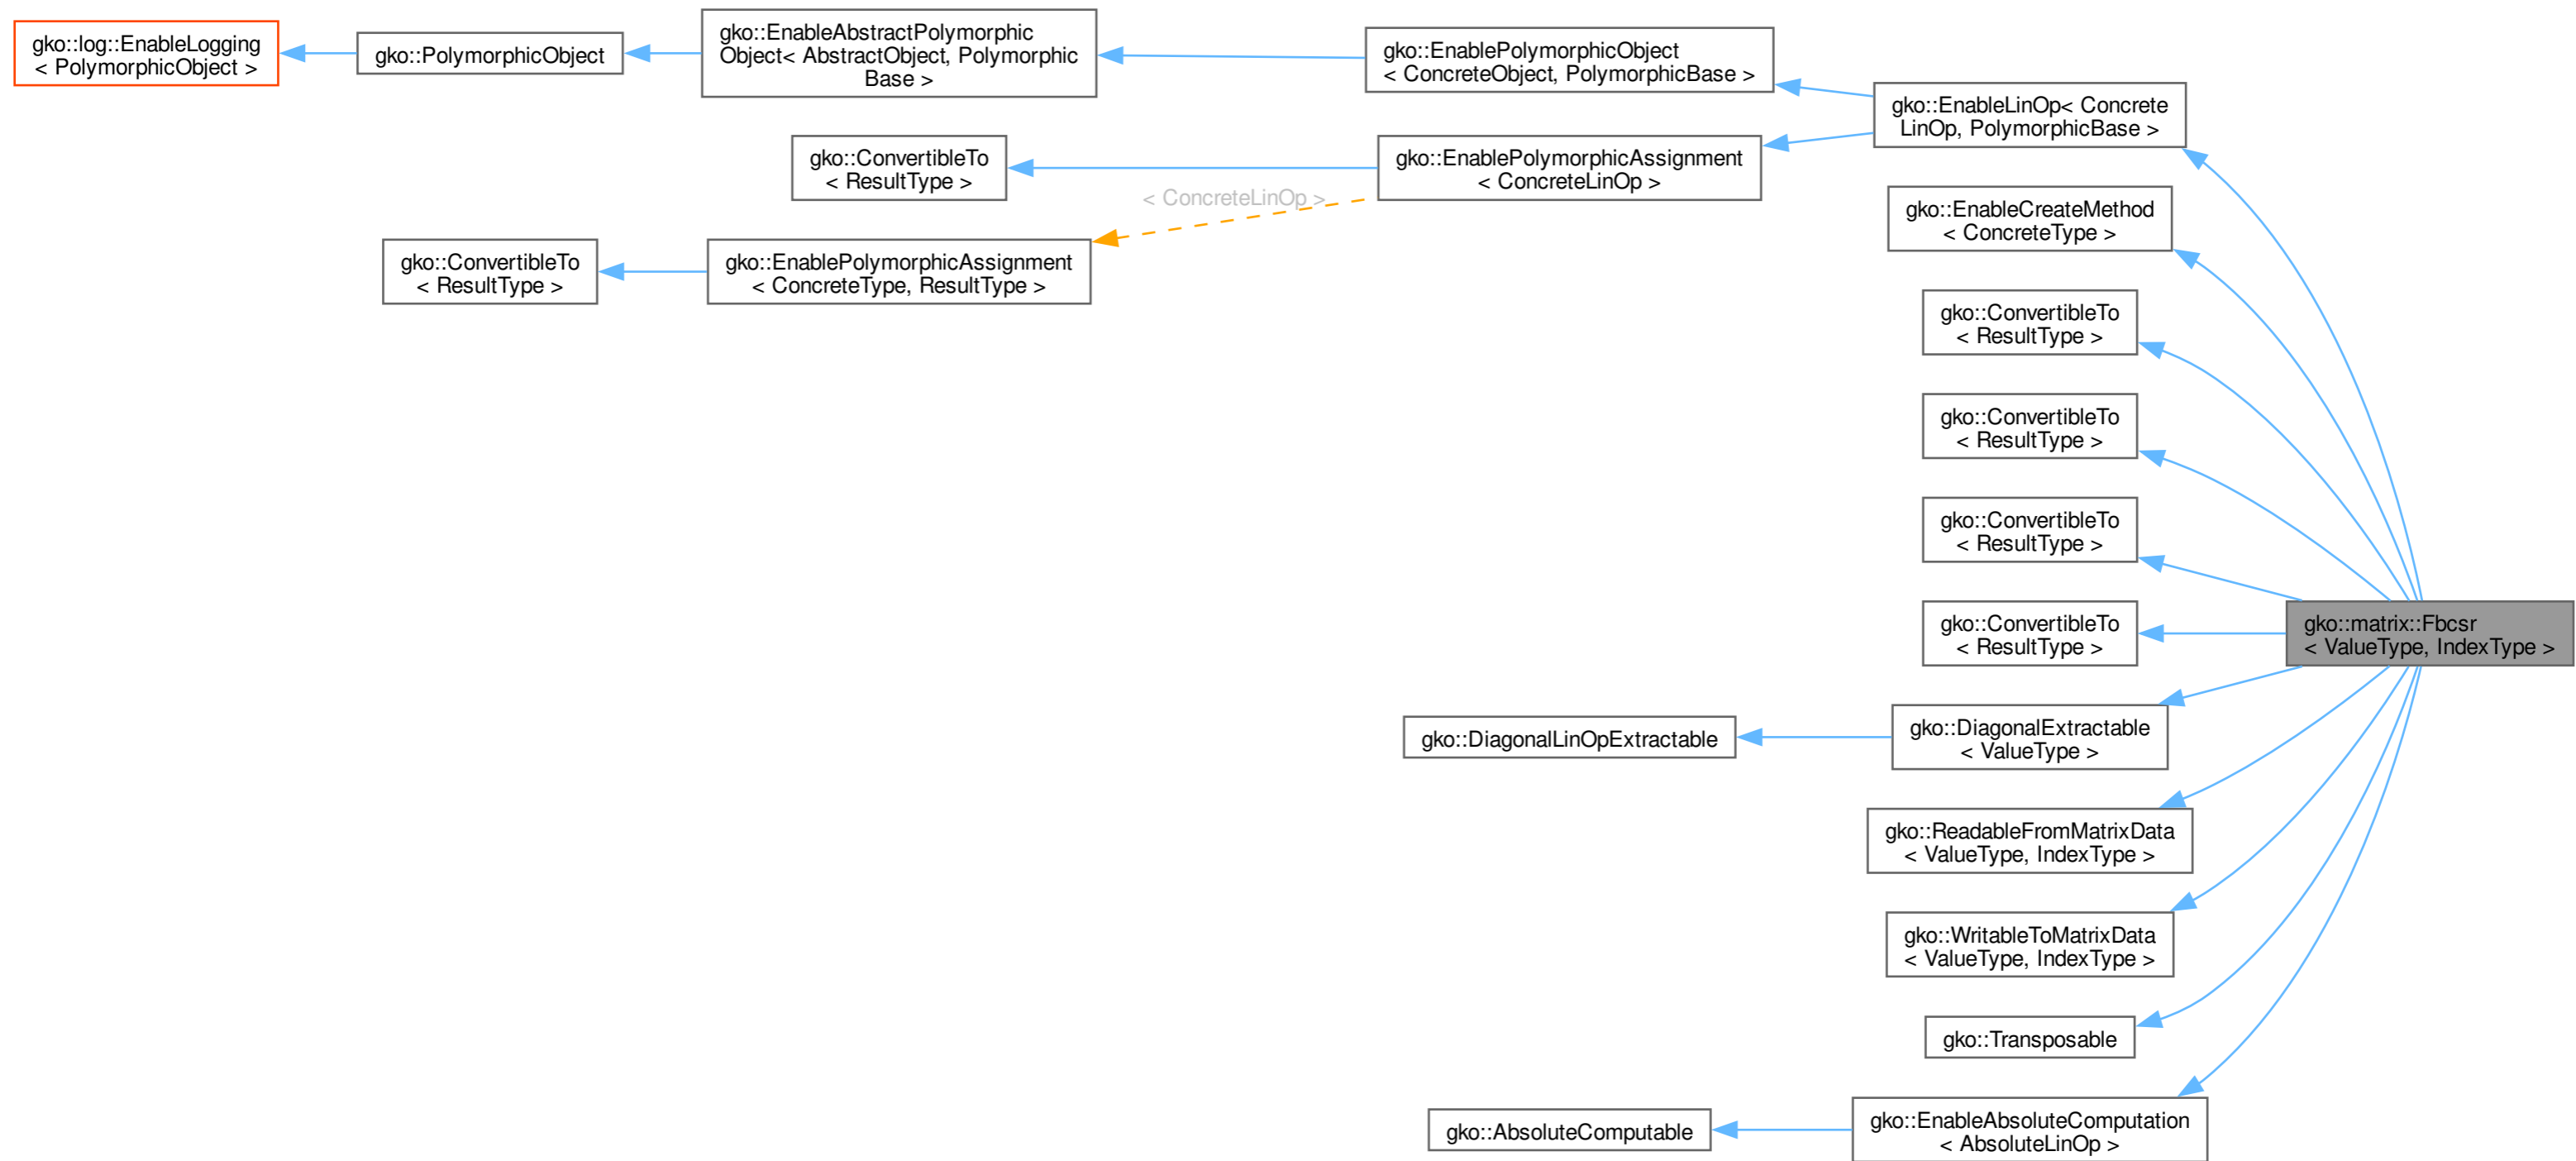 gko::log::EnableLogging
< PolymorphicObject >
gko::PolymorphicObject
gko::EnableAbstractPolymorphic
Object< AbstractObject, Polymorphic
Base >
gko::EnablePolymorphicObject
< ConcreteObject, PolymorphicBase >
gko::EnableLinOp< Concrete
LinOp, PolymorphicBase >
gko::ConvertibleTo
< ResultType >
gko::EnablePolymorphicAssignment
< ConcreteLinOp >
< ConcreteLinOp >
gko::ConvertibleTo
< ResultType >
gko::EnablePolymorphicAssignment
< ConcreteType, ResultType >
gko::EnableCreateMethod
< ConcreteType >
gko::ConvertibleTo
< ResultType >
gko::ConvertibleTo
< ResultType >
gko::ConvertibleTo
< ResultType >
gko::ConvertibleTo
< ResultType >
gko::matrix::Fbcsr
< ValueType, IndexType >
gko::DiagonalLinOpExtractable
gko::DiagonalExtractable
< ValueType >
gko::ReadableFromMatrixData
< ValueType, IndexType >
gko::WritableToMatrixData
< ValueType, IndexType >
gko::Transposable
gko::AbsoluteComputable
gko::EnableAbsoluteComputation
< AbsoluteLinOp >